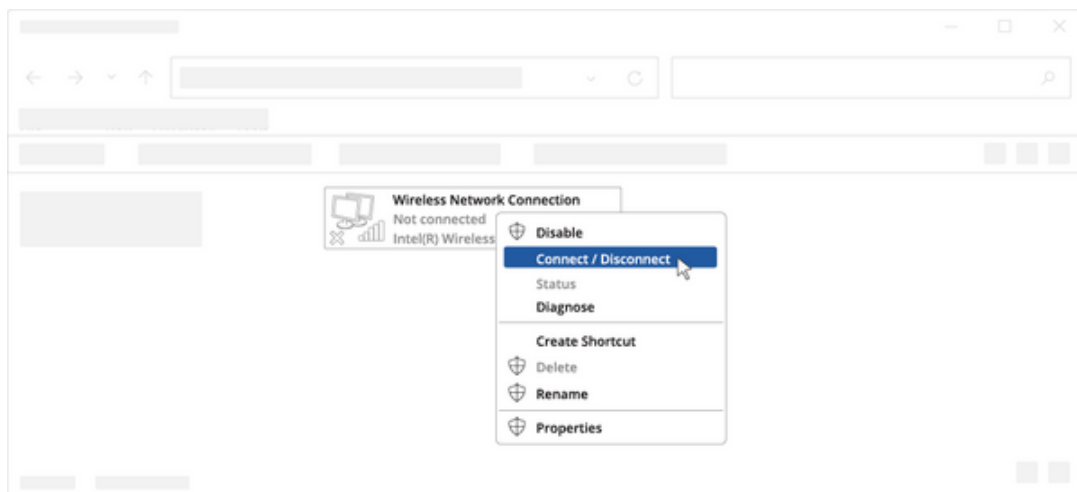 Wireless Network Connection
Not connected
Intel(R) Wireless
Disable
Connect / Disconnect
Status
Diagnose
Create Shortcut
Delete
Rename
Properties